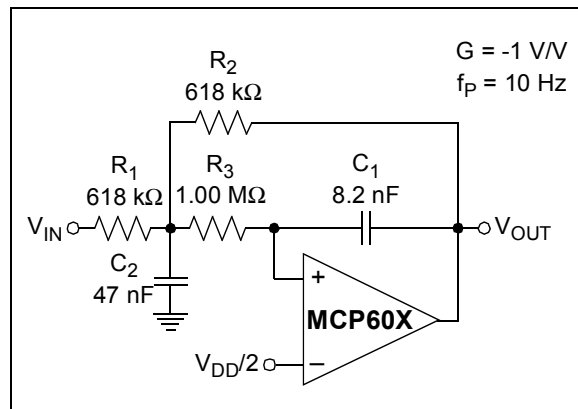 G = -1 V/V
fP = 10 Hz
R2
618 kΩ
R1
618 kΩ
R3
1.00 MΩ
C1
8.2 nF
VIN
VOUT
C2
47 nF
+
MCP60X
VDD/2
–